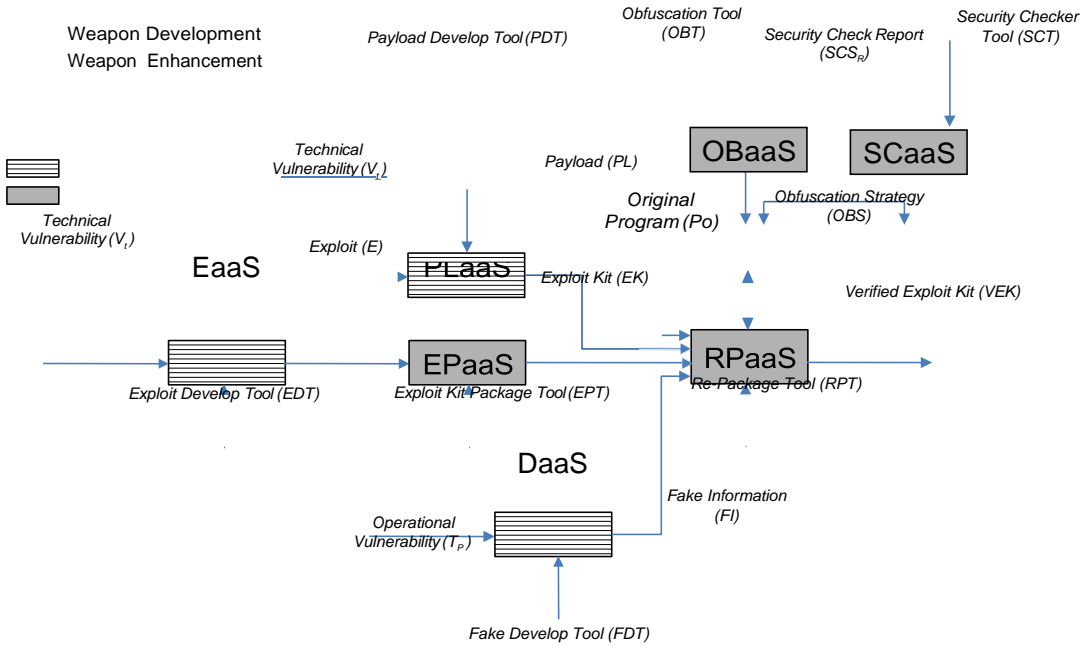 Weapon Development
Weapon Enhancement
Payload Develop Tool (PDT)
Obfuscation Tool
(OBT)
Security Check Report
(SCS_R)
Security Checker
Tool (SCT)
OBaaS
SCaaS
Technical
Vulnerability (V_L)
Payload (PL)
Original
Program (Po)
Obfuscation Strategy
(OBS)
Technical
Vulnerability (V_t)
EaaS
Exploit (E)
PLaaS
Exploit Kit (EK)
Verified Exploit Kit (VEK)
EPaaS
RPaaS
Exploit Develop Tool (EDT)
Exploit Kit Package Tool (EPT)
Re-Package Tool (RPT)
DaaS
Fake Information
(FI)
Operational
Vulnerability (T_P)
Fake Develop Tool (FDT)